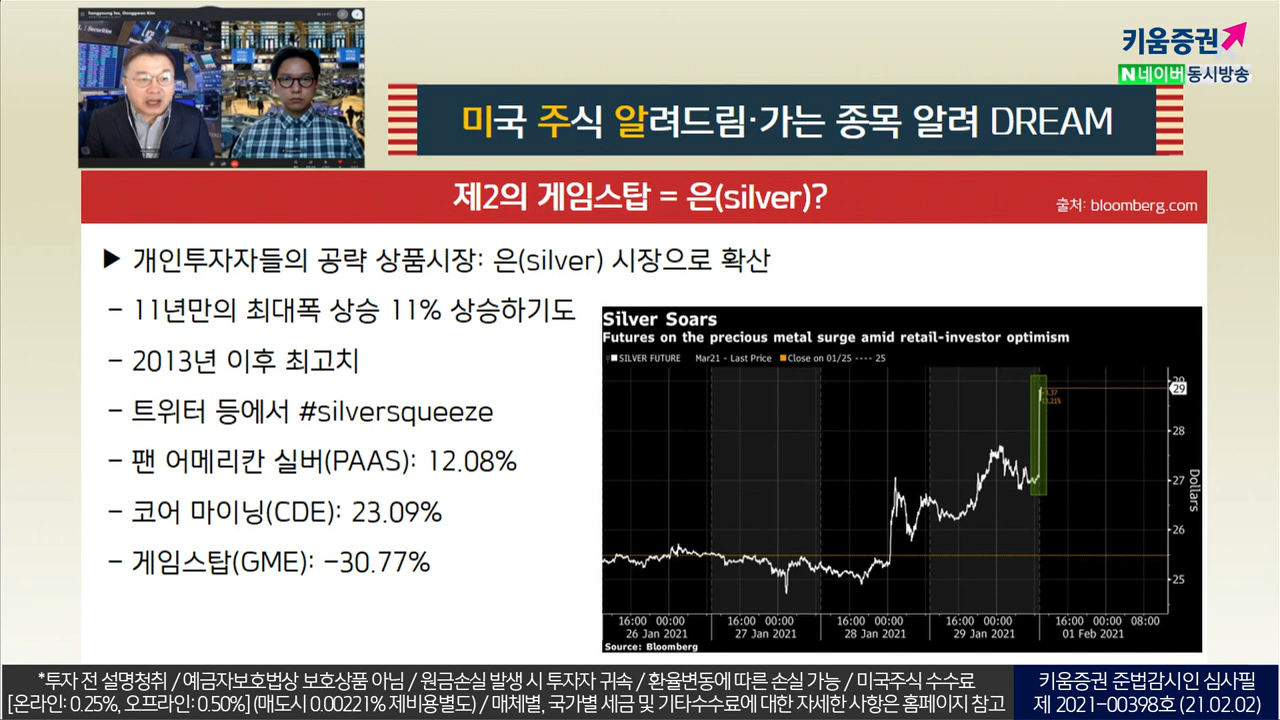 hangyoung lee, Donggwan Kim
키움증권
N 네이버 동시방송
미국 주식 알려드림·가는 종목 알려 DREAM
제2의 게임스탑 = 은(silver)?
출처: bloomberg.com
▶ 개인투자자들의 공략 상품시장: 은(silver) 시장으로 확산
– 11년만의 최대폭 상승 11% 상승하기도
– 2013년 이후 최고치
– 트위터 등에서 #silversqueeze
– 팬 어메리칸 실버(PAAS): 12.08%
– 코어 마이닝(CDE): 23.09%
– 게임스탑(GME): –30.77%
Silver Soars
Futures on the precious metal surge amid retail-investor optimism
SILVER FUTURE Mar21 - Last Price Close on 01/25 ---- 25
29
28
27
26
25
Dollars
16:00 00:00 16:00 00:00 16:00 00:00 16:00 00:00 16:00 00:00 08:00
26 Jan 2021 27 Jan 2021 28 Jan 2021 29 Jan 2021 01 Feb 2021
Source: Bloomberg
*투자 전 설명청취 / 예금자보호법상 보호상품 아님 / 원금손실 발생 시 투자자 귀속 / 환율변동에 따른 손실 가능 / 미국주식 수수료
[온라인: 0.25%, 오프라인: 0.50%] (매도시 0.00221% 제비용별도) / 매체별, 국가별 세금 및 기타수수료에 대한 자세한 사항은 홈페이지 참고
키움증권 준법감시인 심사필
제 2021-00398호 (21.02.02)